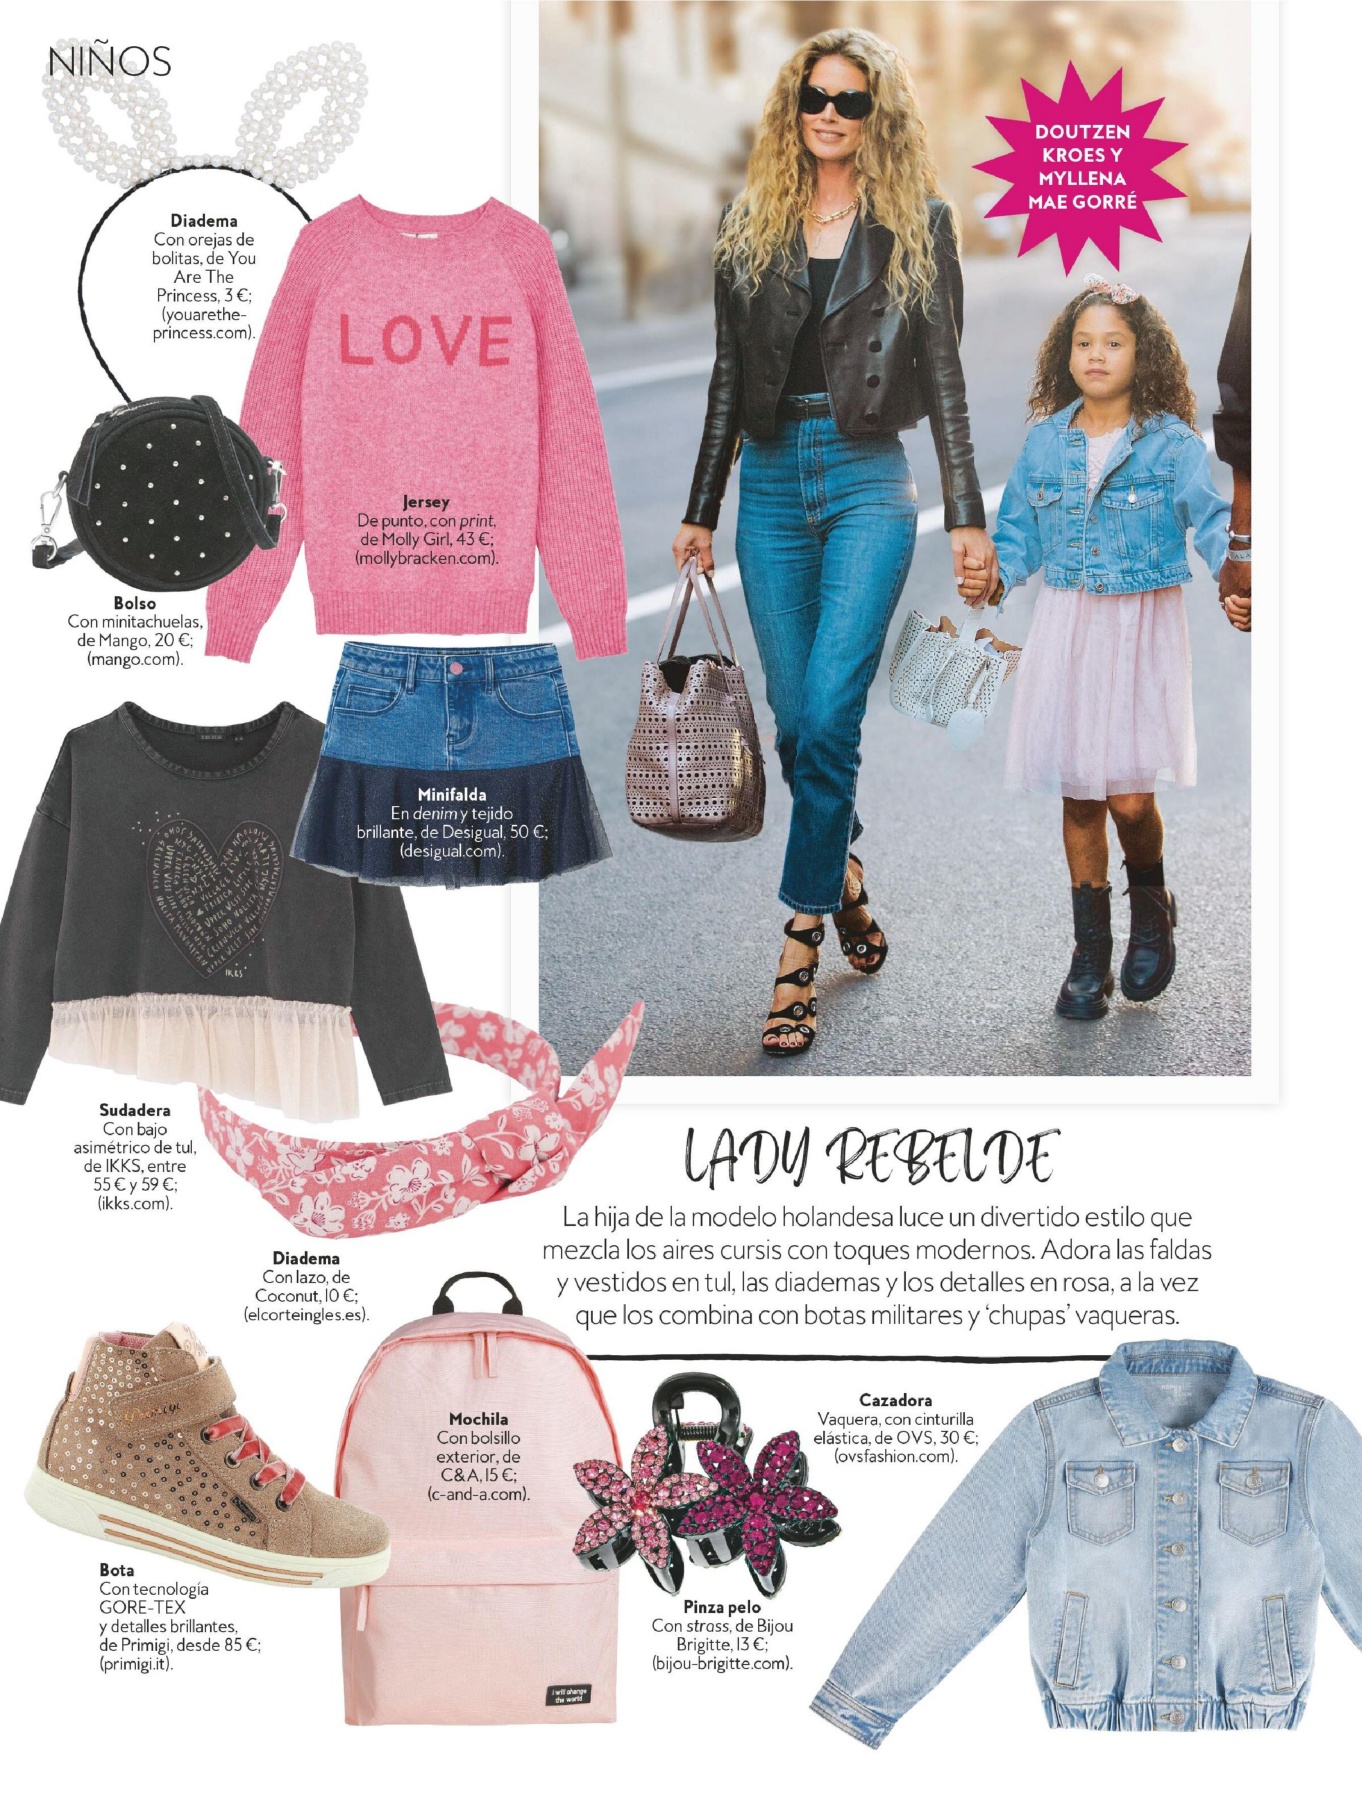 NIÑOS
DOUTZEN
KROES Y
MYLLENA
MAE GORRÉ
Diadema
Con orejas de
bolitas, de You
Are The
Princess, 3 €;
(youarethe-
princess.com).
LOVE
Jersey
De punto, con print,
de Molly Girl, 43 €;
(mollybracken.com).
Bolso
Con minitachuelas,
de Mango, 20 €;
(mango.com).
Minifalda
En denim y tejido
brillante, de Desigual, 50 €;
(desigual.com).
IKKS
Sudadera
Con bajo
asimétrico de tul,
de IKKS, entre
55 € y 59 €;
(ikks.com).
Diadema
Con lazo, de
Coconut, 10 €;
(elcorteingles.es).
LADY REBELDE
La hija de la modelo holandesa luce un divertido estilo que
mezcla los aires cursis con toques modernos. Adora las faldas
y vestidos en tul, las diademas y los detalles en rosa, a la vez
que los combina con botas militares y ‘chupas’ vaqueras.
Mochila
Con bolsillo
exterior, de
C&A, 15 €;
(c-and-a.com).
i will change
the world
Cazadora
Vaquera, con cinturilla
elástica, de OVS, 30 €;
(ovsfashion.com).
Bota
Con tecnología
GORE-TEX
y detalles brillantes,
de Primigi, desde 85 €;
(primigi.it).
Pinza pelo
Con strass, de Bijou
Brigitte, 13 €;
(bijou-brigitte.com).